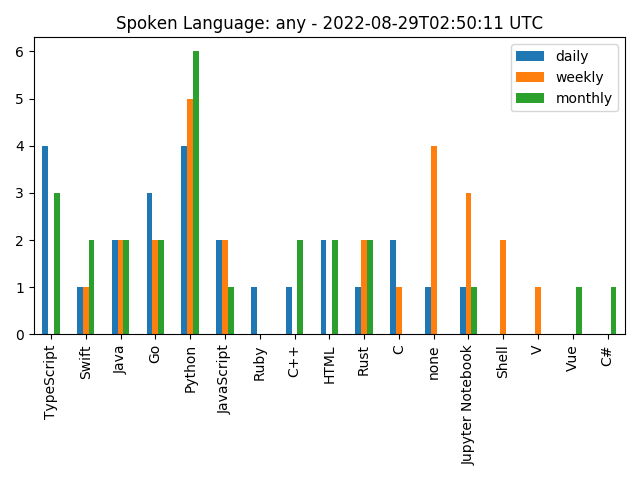 Spoken Language: any - 2022-08-29T02:50:11 UTC
daily
weekly
monthly
6
5
4
3
2
1
0
TypeScript
Swift
Java
Go
Python
JavaScript
Ruby
C++
HTML
Rust
C
none
Jupyter Notebook
Shell
V
Vue
C#